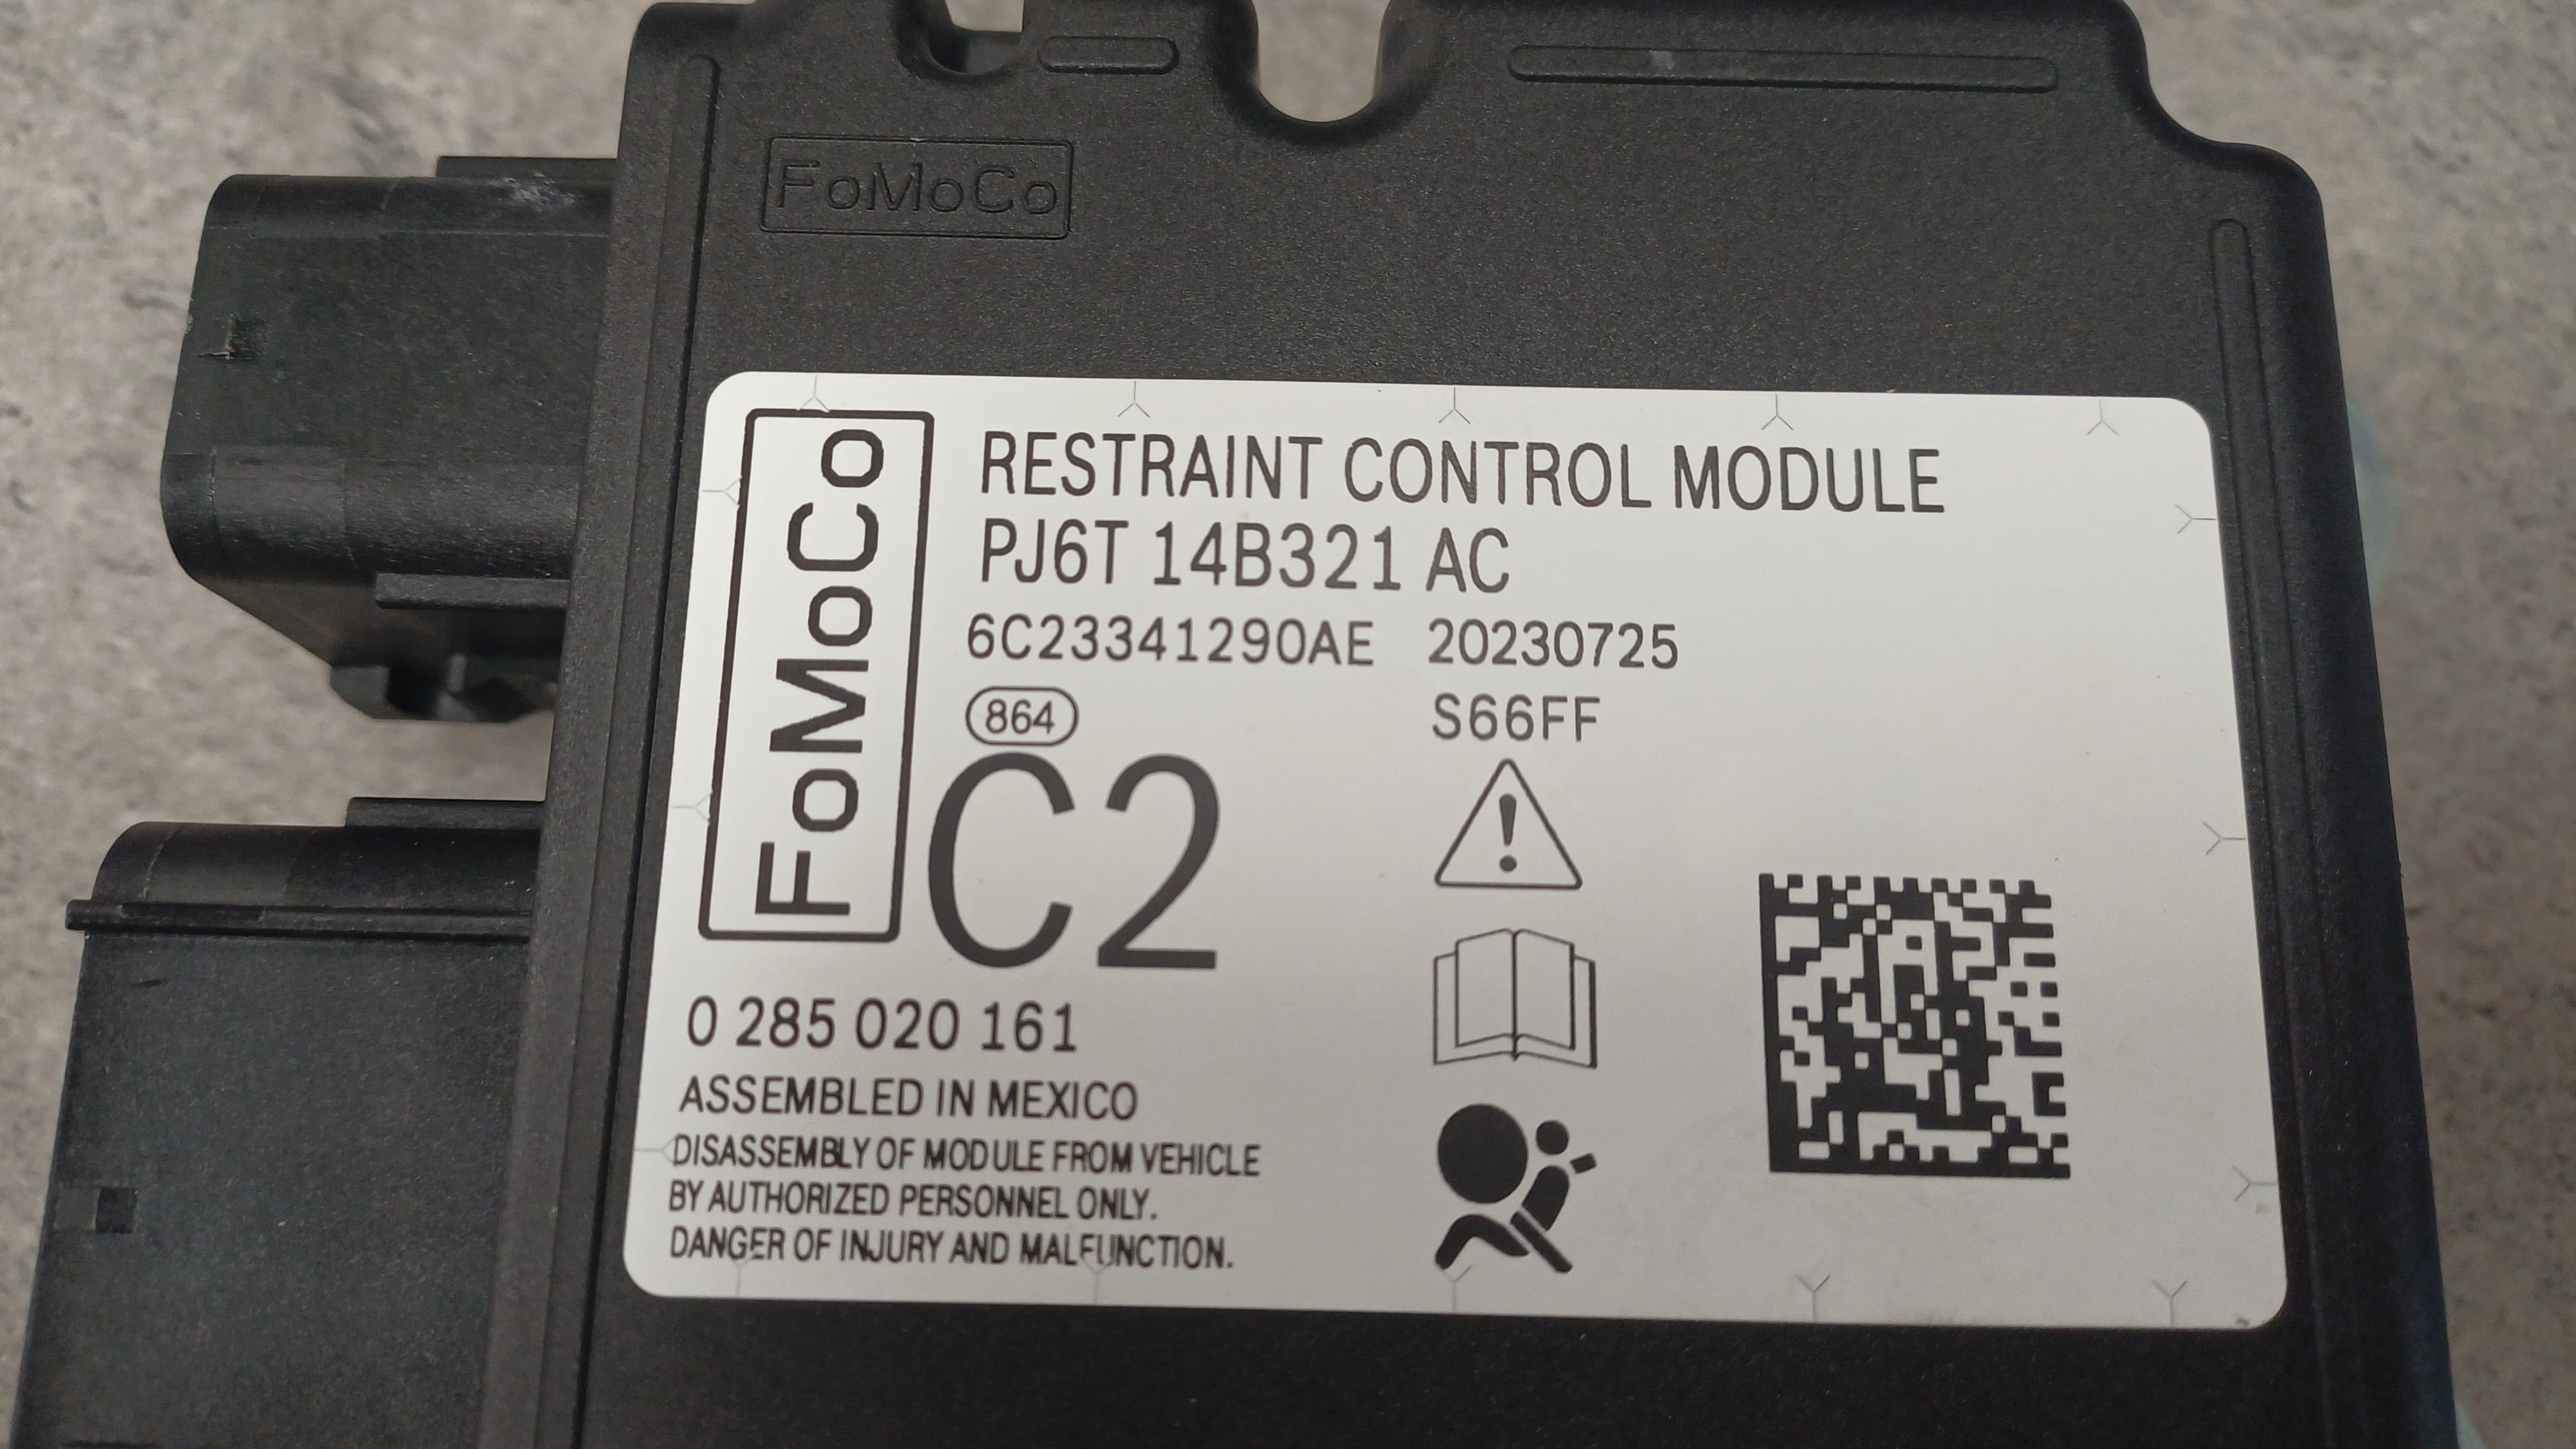 FoMoCo
FoMoCo
RESTRAINT CONTROL MODULE
PJ6T 14B321 AC
6C23341290AE 20230725
864 S66FF
C2
0 285 020 161
ASSEMBLED IN MEXICO
DISASSEMBLY OF MODULE FROM VEHICLE
BY AUTHORIZED PERSONNEL ONLY.
DANGER OF INJURY AND MALFUNCTION.